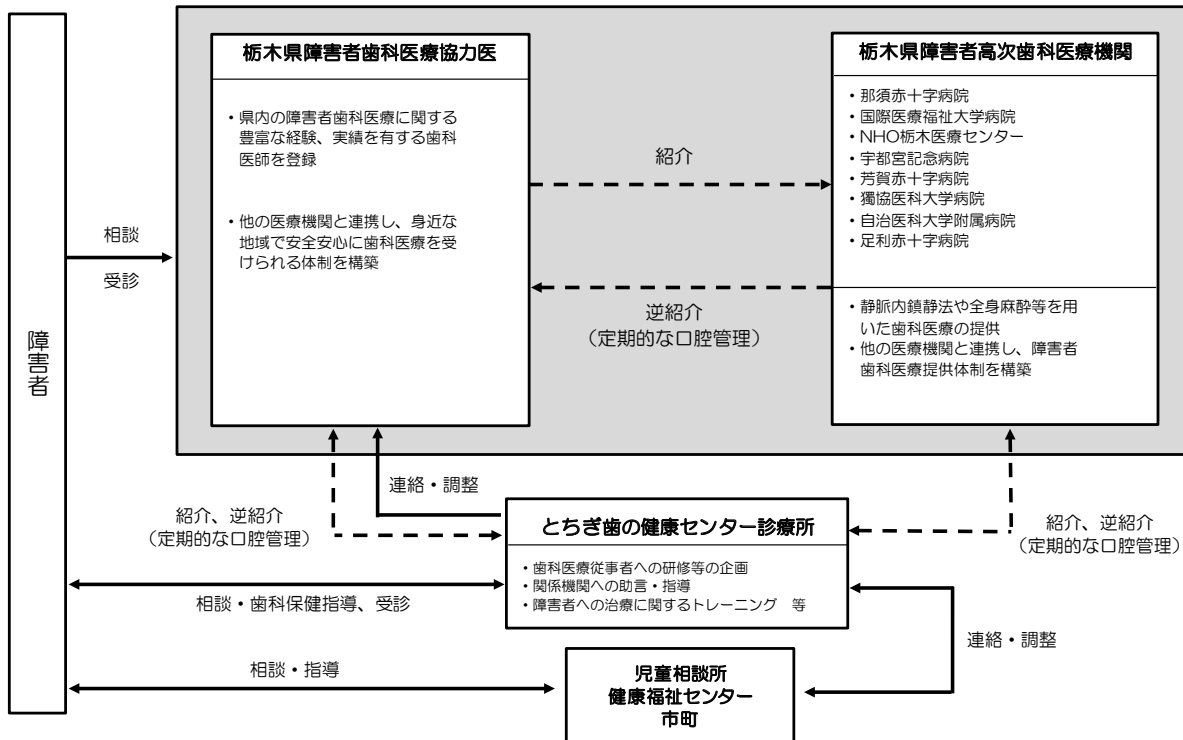 栃木県障害者歯科医療協力医
・県内の障害者歯科医療に関する
豊富な経験、実績を有する歯科
医師を登録
・他の医療機関と連携し、身近な
地域で安全安心に歯科医療を受
けられる体制を構築
紹介
逆紹介
（定期的な口腔管理）
栃木県障害者高次歯科医療機関
・那須赤十字病院
・国際医療福祉大学病院
・NHO栃木医療センター
・宇都宮記念病院
・芳賀赤十字病院
・獨協医科大学病院
・自治医科大学附属病院
・足利赤十字病院
・静脈内鎮静法や全身麻酔等を用
いた歯科医療の提供
・他の医療機関と連携し、障害者
歯科医療提供体制を構築
相談
受診
障害者
連絡・調整
紹介、逆紹介
（定期的な口腔管理）
とちぎ歯の健康センター診療所
・歯科医療従事者への研修等の企画
・関係機関への助言・指導
・障害者への治療に関するトレーニング　等
紹介、逆紹介
（定期的な口腔管理）
相談・歯科保健指導、受診
連絡・調整
相談・指導
児童相談所
健康福祉センター
市町